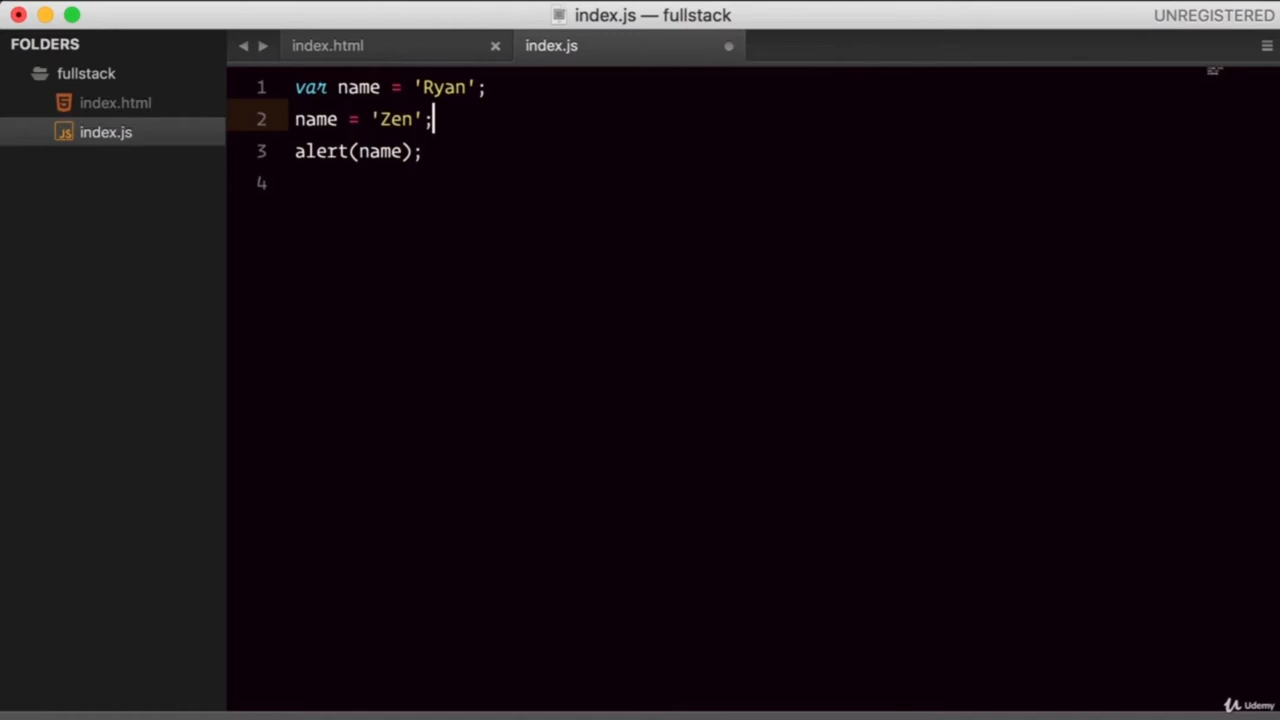 index.js — fullstack
UNREGISTERED
FOLDERS
fullstack
index.html
index.js
index.html
index.js
1 var name = 'Ryan';
2 name = 'Zen';
3 alert(name);
4
Udemy